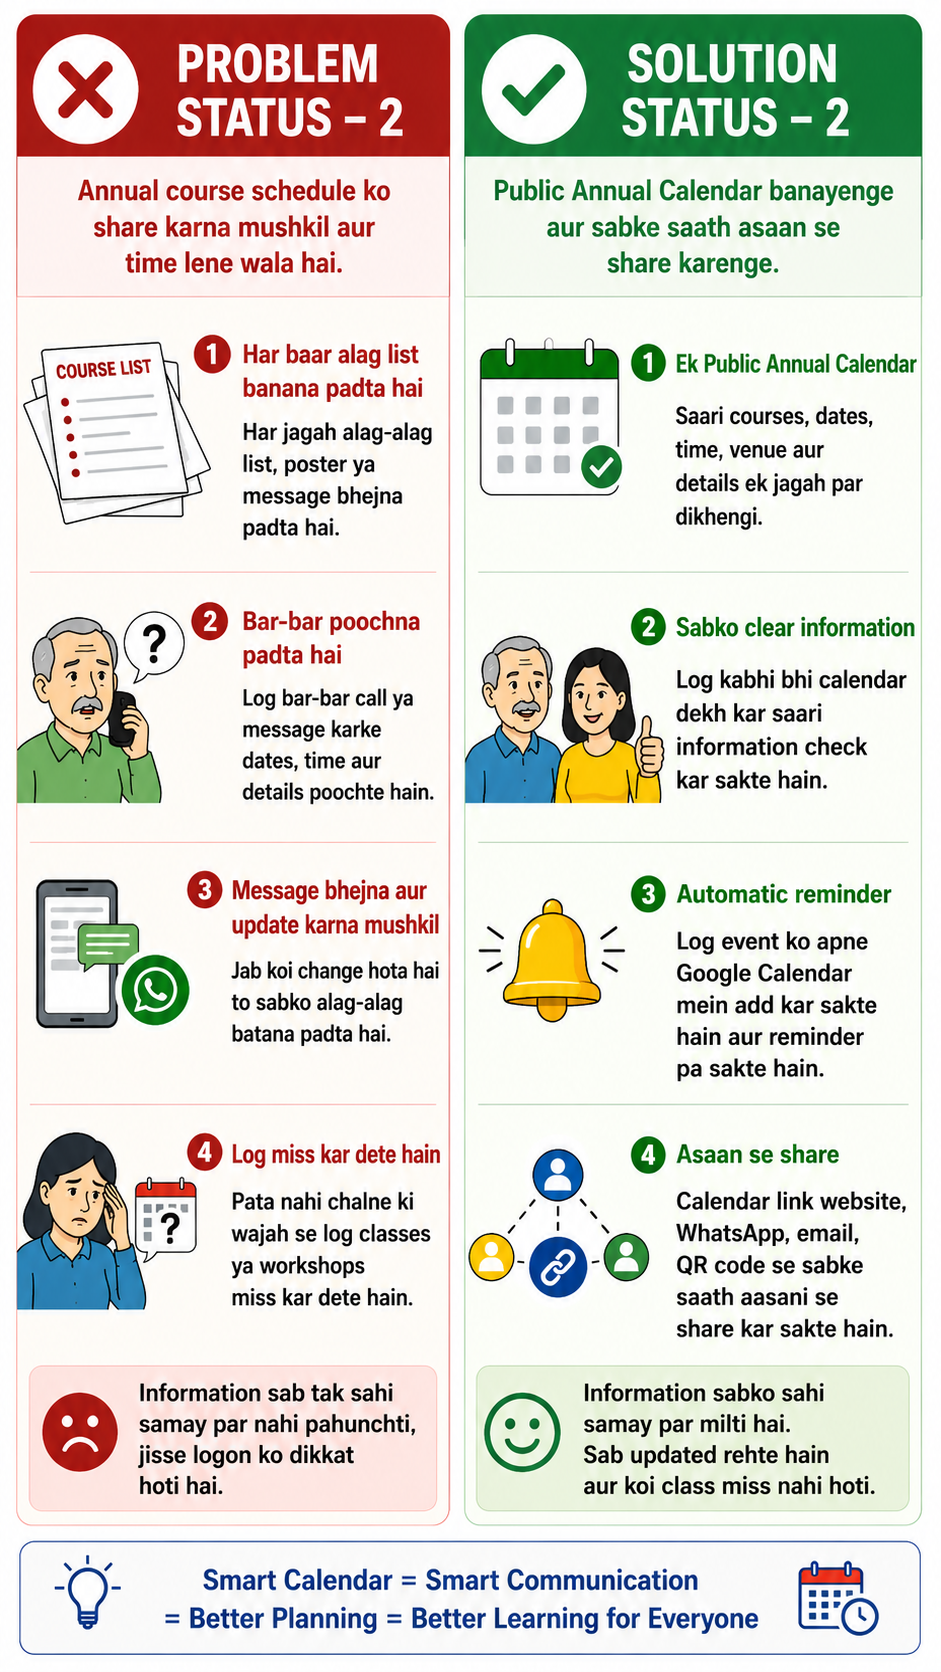 PROBLEM
STATUS – 2
Annual course schedule ko
share karna mushkil aur
time lene wala hai.
COURSE LIST
1
Har baar alag list
banana padta hai
Har jagah alag-alag
list, poster ya
message bhejna
padta hai.
?
2
Bar-bar poochna
padta hai
Log bar-bar call ya
message karke
dates, time aur
details poochte hain.
3
Message bhejna aur
update karna mushkil
Jab koi change hota hai
to sabko alag-alag
batana padta hai.
?
4
Log miss kar dete hain
Pata nahi chalne ki
wajah se log classes
ya workshops
miss kar dete hain.
Information sab tak sahi
samay par nahi pahunchti,
jisse logon ko dikkat
hoti hai.
SOLUTION
STATUS – 2
Public Annual Calendar banayenge
aur sabke saath asaan se
share karenge.
1
Ek Public Annual Calendar
Saari courses, dates,
time, venue aur
details ek jagah par
dikhengi.
2
Sabko clear information
Log kabhi bhi calendar
dekh kar saari
information check
kar sakte hain.
3
Automatic reminder
Log event ko apne
Google Calendar
mein add kar sakte
hain aur reminder
pa sakte hain.
4
Asaan se share
Calendar link website,
WhatsApp, email,
QR code se sabke
saath aasani se
share kar sakte hain.
Information sabko sahi
samay par milti hai.
Sab updated rehte hain
aur koi class miss nahi hoti.
Smart Calendar = Smart Communication
= Better Planning = Better Learning for Everyone